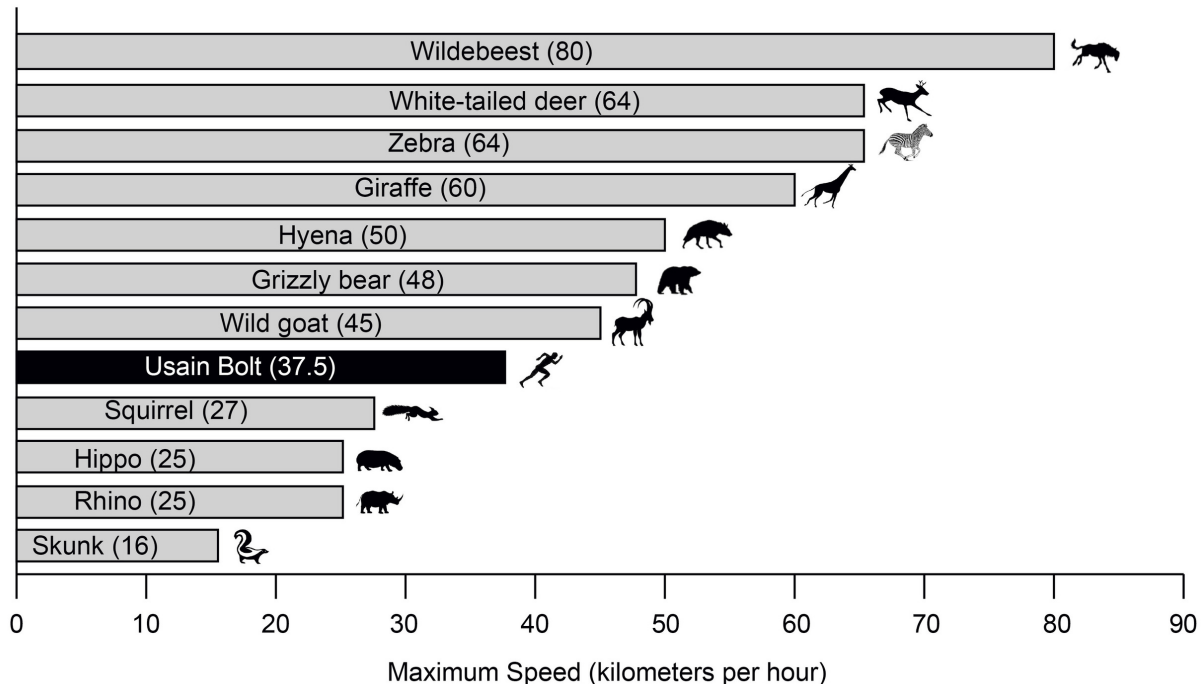 Wildebeest (80)
White-tailed deer (64)
Zebra (64)
Giraffe (60)
Hyena (50)
Grizzly bear (48)
Wild goat (45)
Usain Bolt (37.5)
Squirrel (27)
Hippo (25)
Rhino (25)
Skunk (16)
0 10 20 30 40 50 60 70 80 90
Maximum Speed (kilometers per hour)